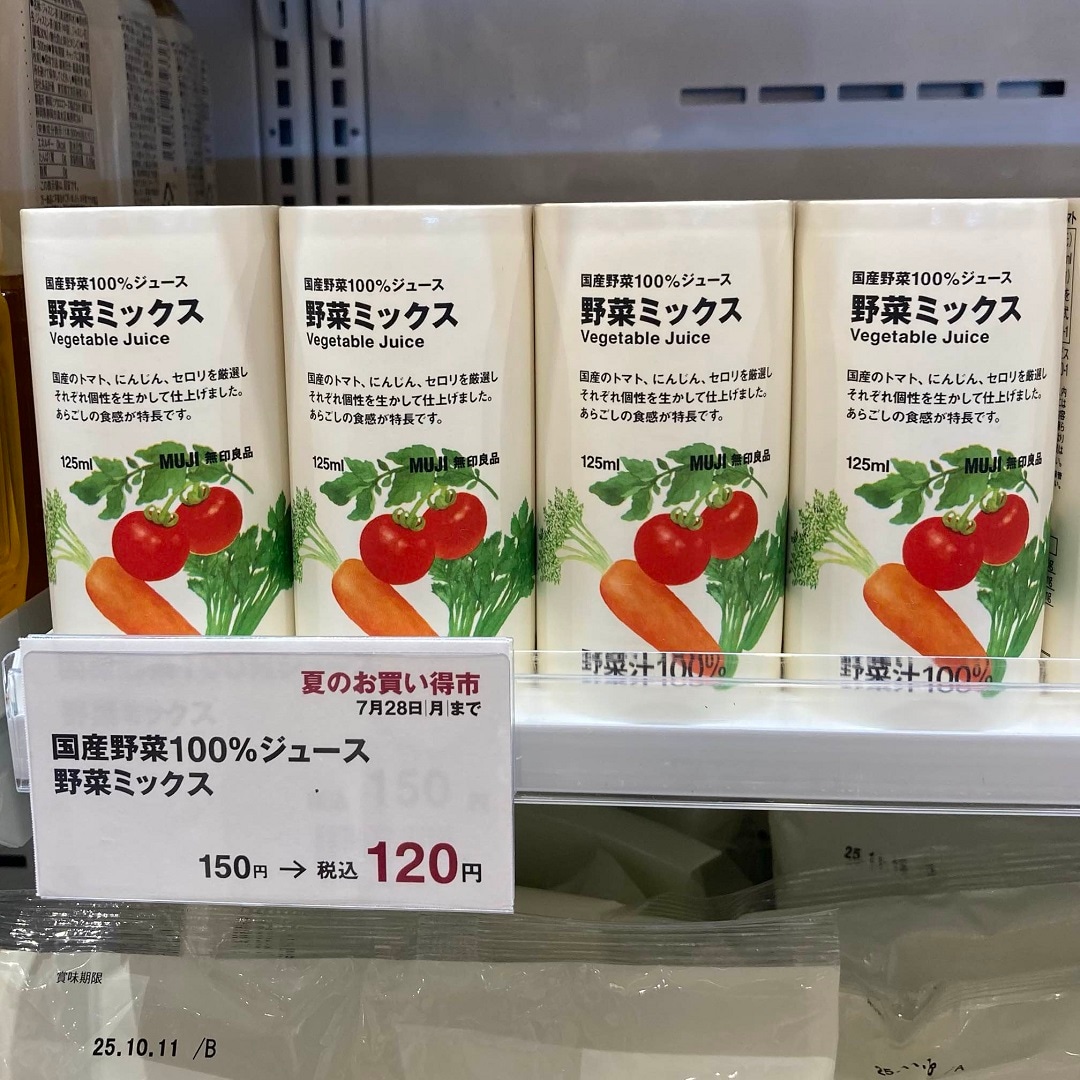 国産野菜100%ジュース
野菜ミックス
Vegetable Juice
国産のトマト、にんじん、セロリを厳選し
それぞれ個性を生かして仕上げました。
あらごしの食感が特長です。
125ml
MUJI 無印良品
国産野菜100%ジュース
野菜ミックス
Vegetable Juice
国産のトマト、にんじん、セロリを厳選し
それぞれ個性を生かして仕上げました。
あらごしの食感が特長です。
125ml
MUJI 無印良品
国産野菜100%ジュース
野菜ミックス
Vegetable Juice
国産のトマト、にんじん、セロリを厳選し
それぞれ個性を生かして仕上げました。
あらごしの食感が特長です。
125ml
MUJI 無印良品
野菜汁100%
国産野菜100%ジュース
野菜ミックス
Vegetable Juice
国産のトマト、にんじん、セロリを厳選し
それぞれ個性を生かして仕上げました。
あらごしの食感が特長です。
125ml
MUJI 無印良品
野菜汁100%
夏のお買い得市
7月28日|月|まで
国産野菜100%ジュース
野菜ミックス
150円→税込120円
賞味期限
25.10.11 /B